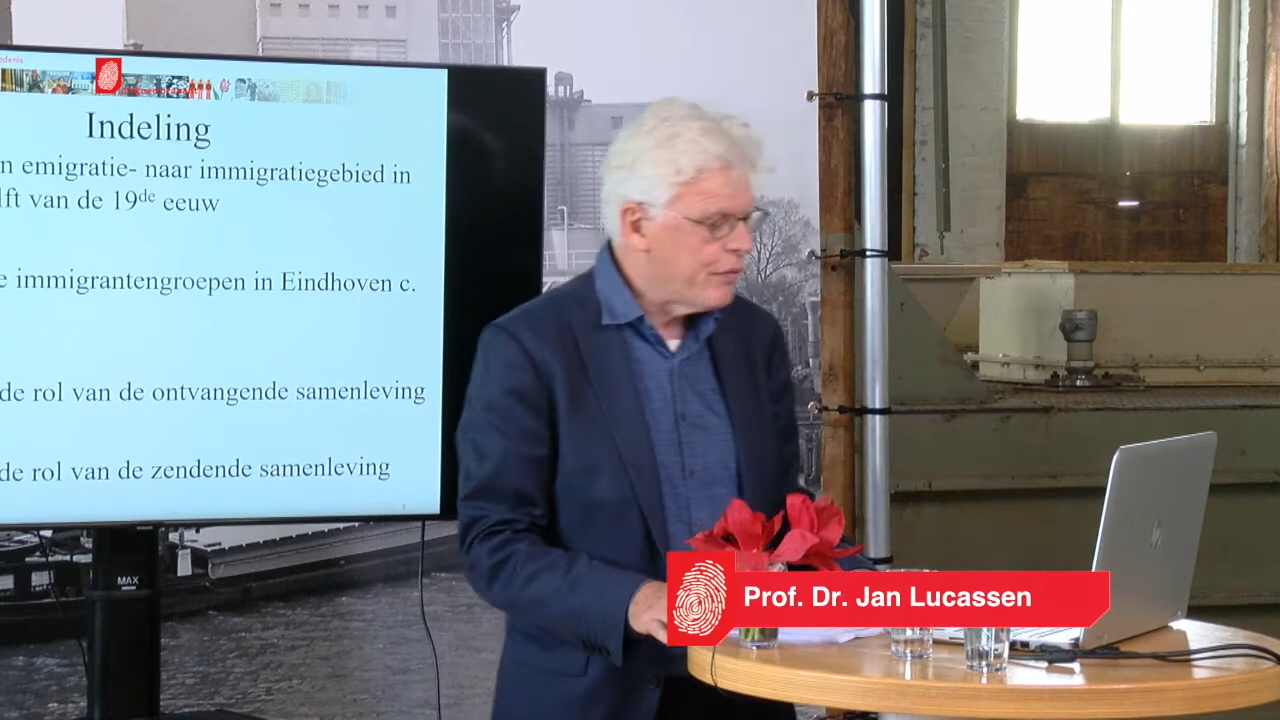 edenis
Indeling
n emigratie- naar immigratiegebied in
lft van de 19de eeuw
e immigrantengroepen in Eindhoven c.
de rol van de ontvangende samenleving
de rol van de zendende samenleving
MAX
Prof. Dr. Jan Lucassen